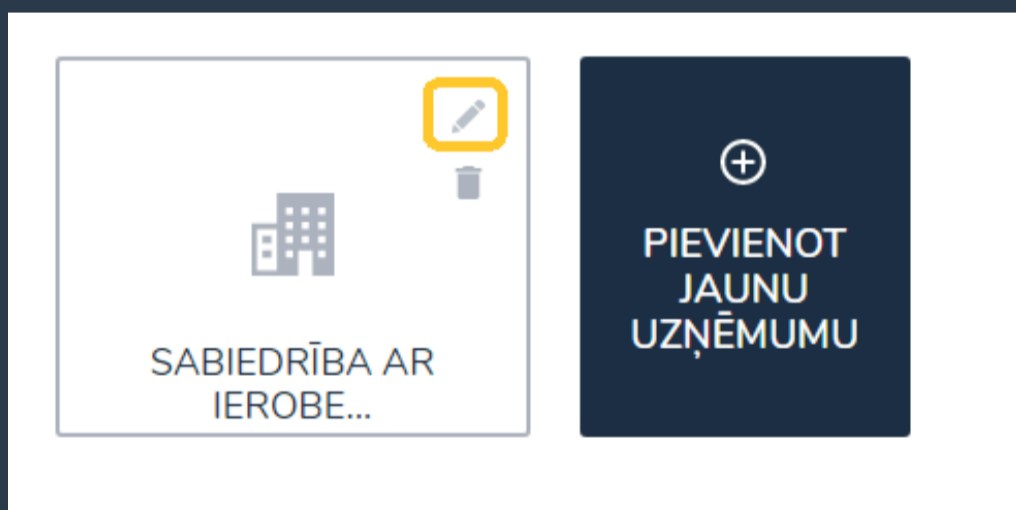 SABIEDRĪBA AR
IEROBE...
PIEVIENOT
JAUNU
UZŅĒMUMU